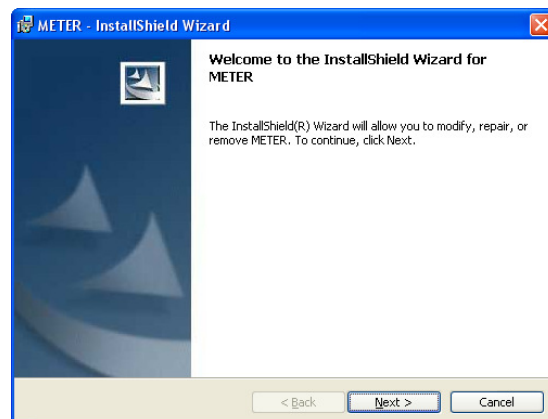 METER - InstallShield Wizard
Welcome to the InstallShield Wizard for
METER
The InstallShield(R) Wizard will allow you to modify, repair, or
remove METER. To continue, click Next.
< Back
Next >
Cancel